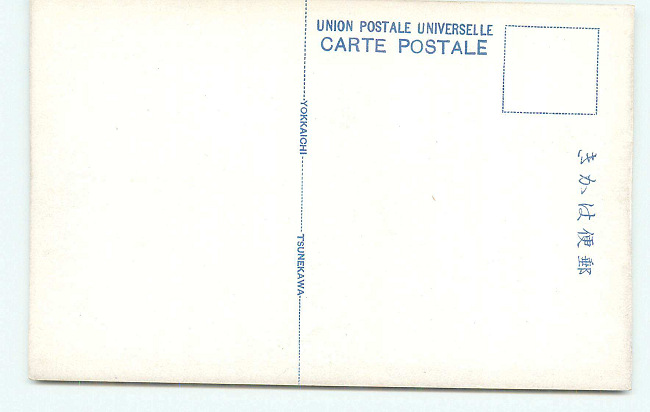 UNION POSTALE UNIVERSELLE
CARTE POSTALE
YOKKAICHI
TSUNEKAWA
郵便はかき